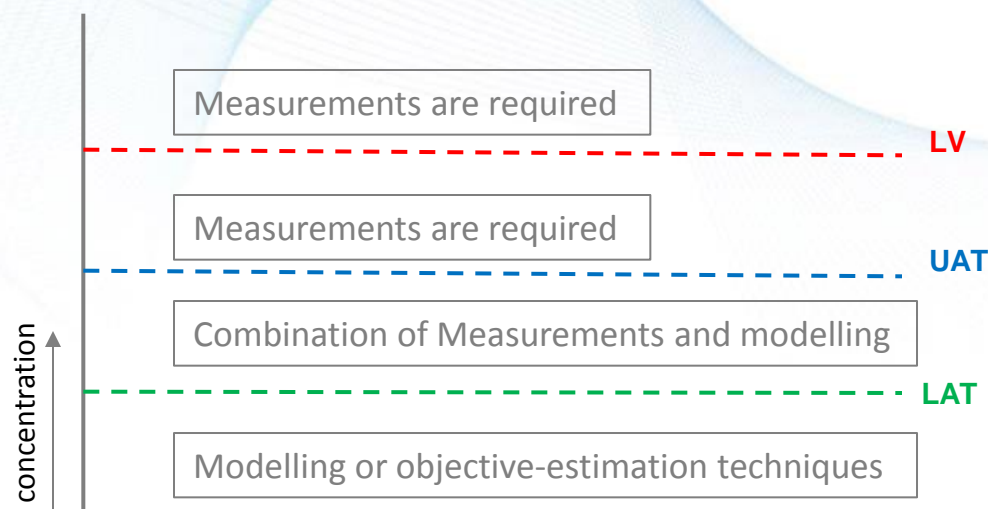 Measurements are required
LV
Measurements are required
UAT
Combination of Measurements and modelling
LAT
concentration
Modelling or objective-estimation techniques